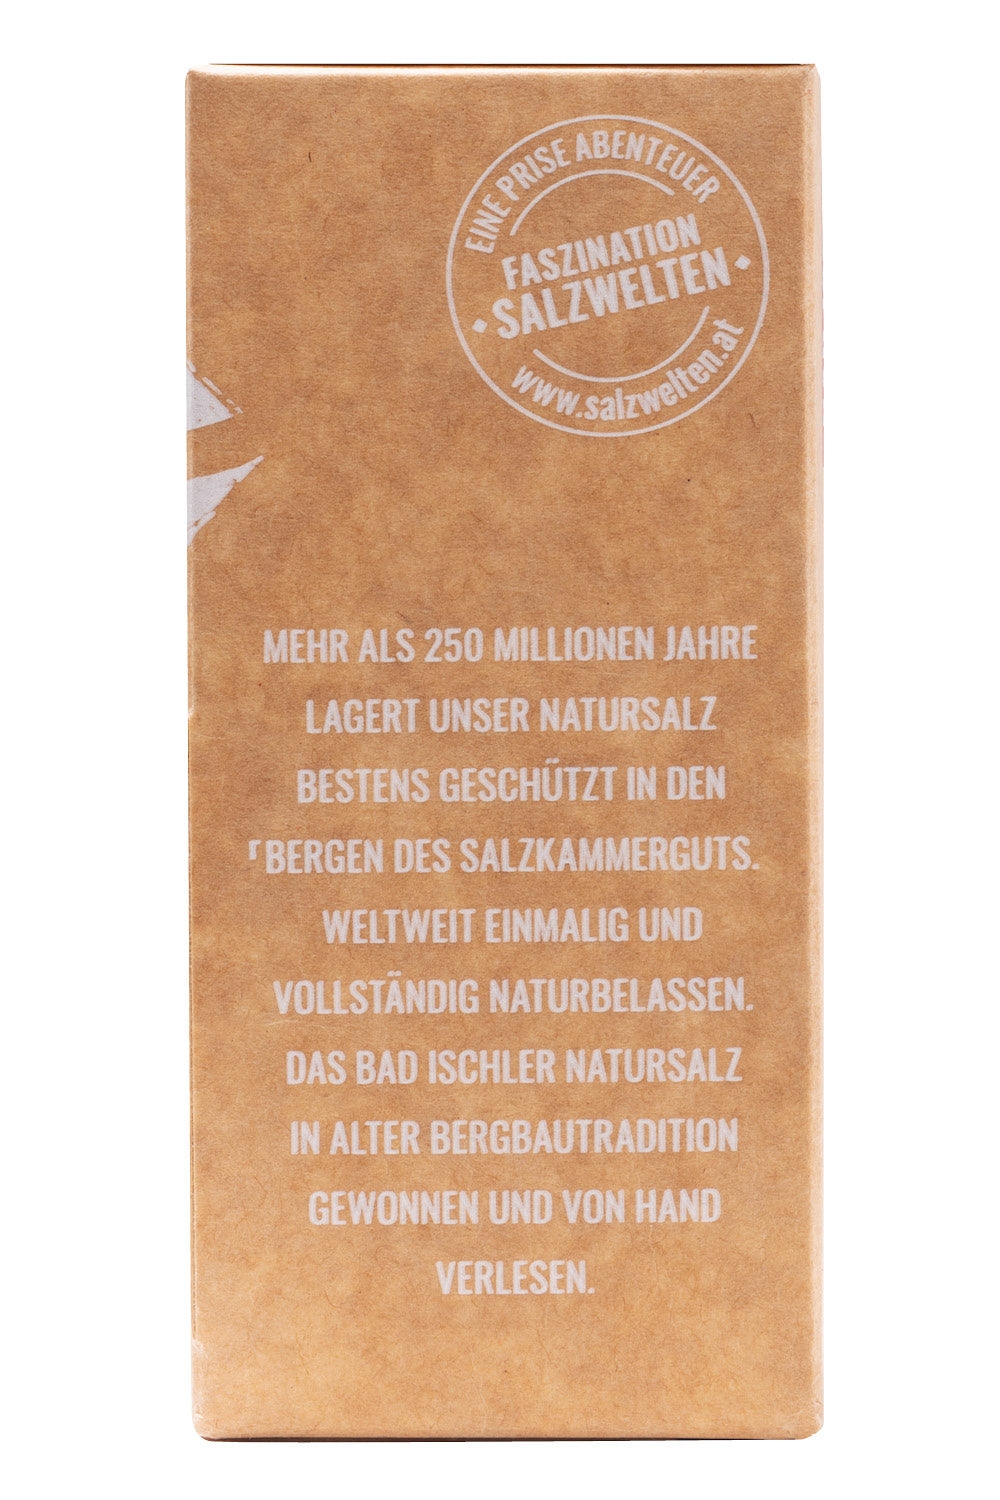 EINE PRISE ABENTEUER
FASZINATION
SALZWELTEN
www.salzwelten.at
MEHR ALS 250 MILLIONEN JAHRE
LAGERT UNSER NATURSALZ
BESTENS GESCHÜTZT IN DEN
BERGEN DES SALZKAMMERGUTS.
WELTWEIT EINMALIG UND
VOLLSTÄNDIG NATURBELASSEN.
DAS BAD ISCHLER NATURSALZ
IN ALTER BERGBAUTRADITION
GEWONNEN UND VON HAND
VERLESEN.